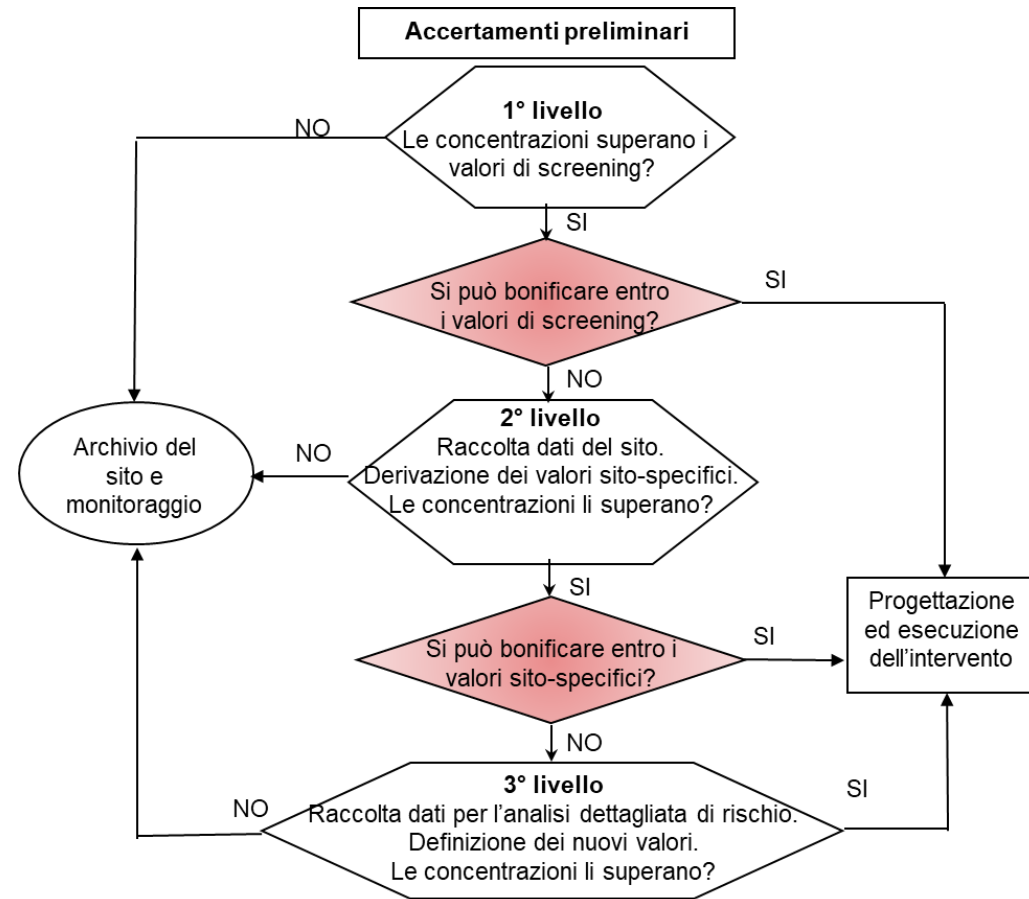 Accertamenti preliminari
1° livello
Le concentrazioni superano i
valori di screening?
NO
SI
Si può bonificare entro
i valori di screening?
SI
NO
2° livello
Raccolta dati del sito.
Derivazione dei valori sito-specifici.
Le concentrazioni li superano?
NO
Archivio del
sito e
monitoraggio
SI
Si può bonificare entro i
valori sito-specifici?
SI
Progettazione
ed esecuzione
dell'intervento
NO
3° livello
Raccolta dati per l'analisi dettagliata di rischio.
Definizione dei nuovi valori.
Le concentrazioni li superano?
NO
SI